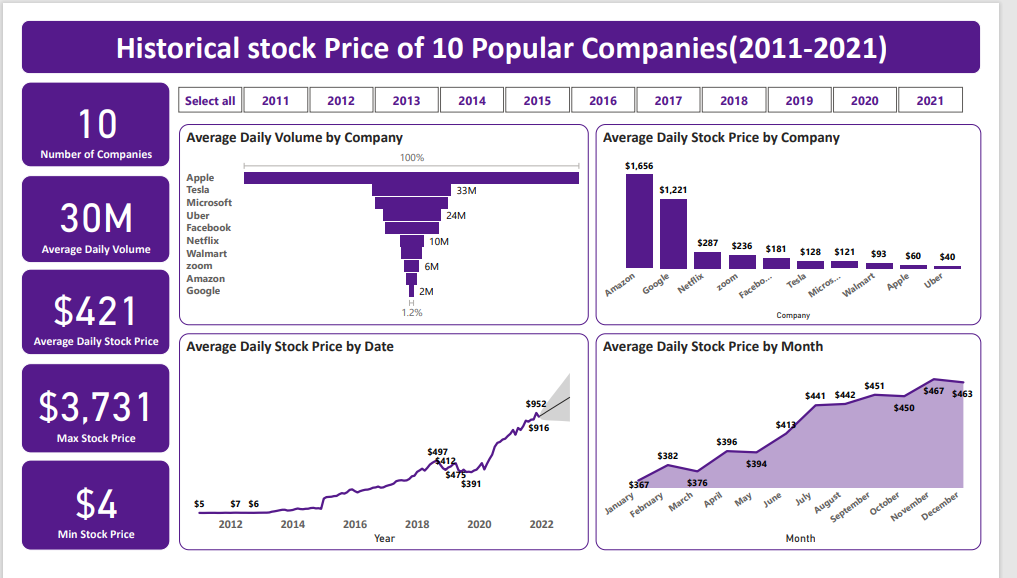 Historical stock Price of 10 Popular Companies(2011-2021)
10
Number of Companies
30M
Average Daily Volume
$421
Average Daily Stock Price
$3,731
Max Stock Price
$4
Min Stock Price
Select all 2011 2012 2013 2014 2015 2016 2017 2018 2019 2020 2021
Average Daily Volume by Company
100%
Apple
Tesla 33M
Microsoft
Uber 24M
Facebook
Netflix 10M
Walmart
zoom 6M
Amazon
Google 2M
1.2%
Average Daily Stock Price by Company
$1,656 $1,221 $287 $236 $181 $128 $121 $93 $60 $40
Amazon Google Netflix zoom Facebo... Tesla Micros... Walmart Apple Uber
Company
Average Daily Stock Price by Date
$952
$916
$497
$412
$475
$391
$5 $7 $6
2012 2014 2016 2018 2020 2022
Year
Average Daily Stock Price by Month
$367 $382 $376 $396 $394 $413 $441 $442 $451 $450 $467 $463
January February March April May June July August September October November December
Month